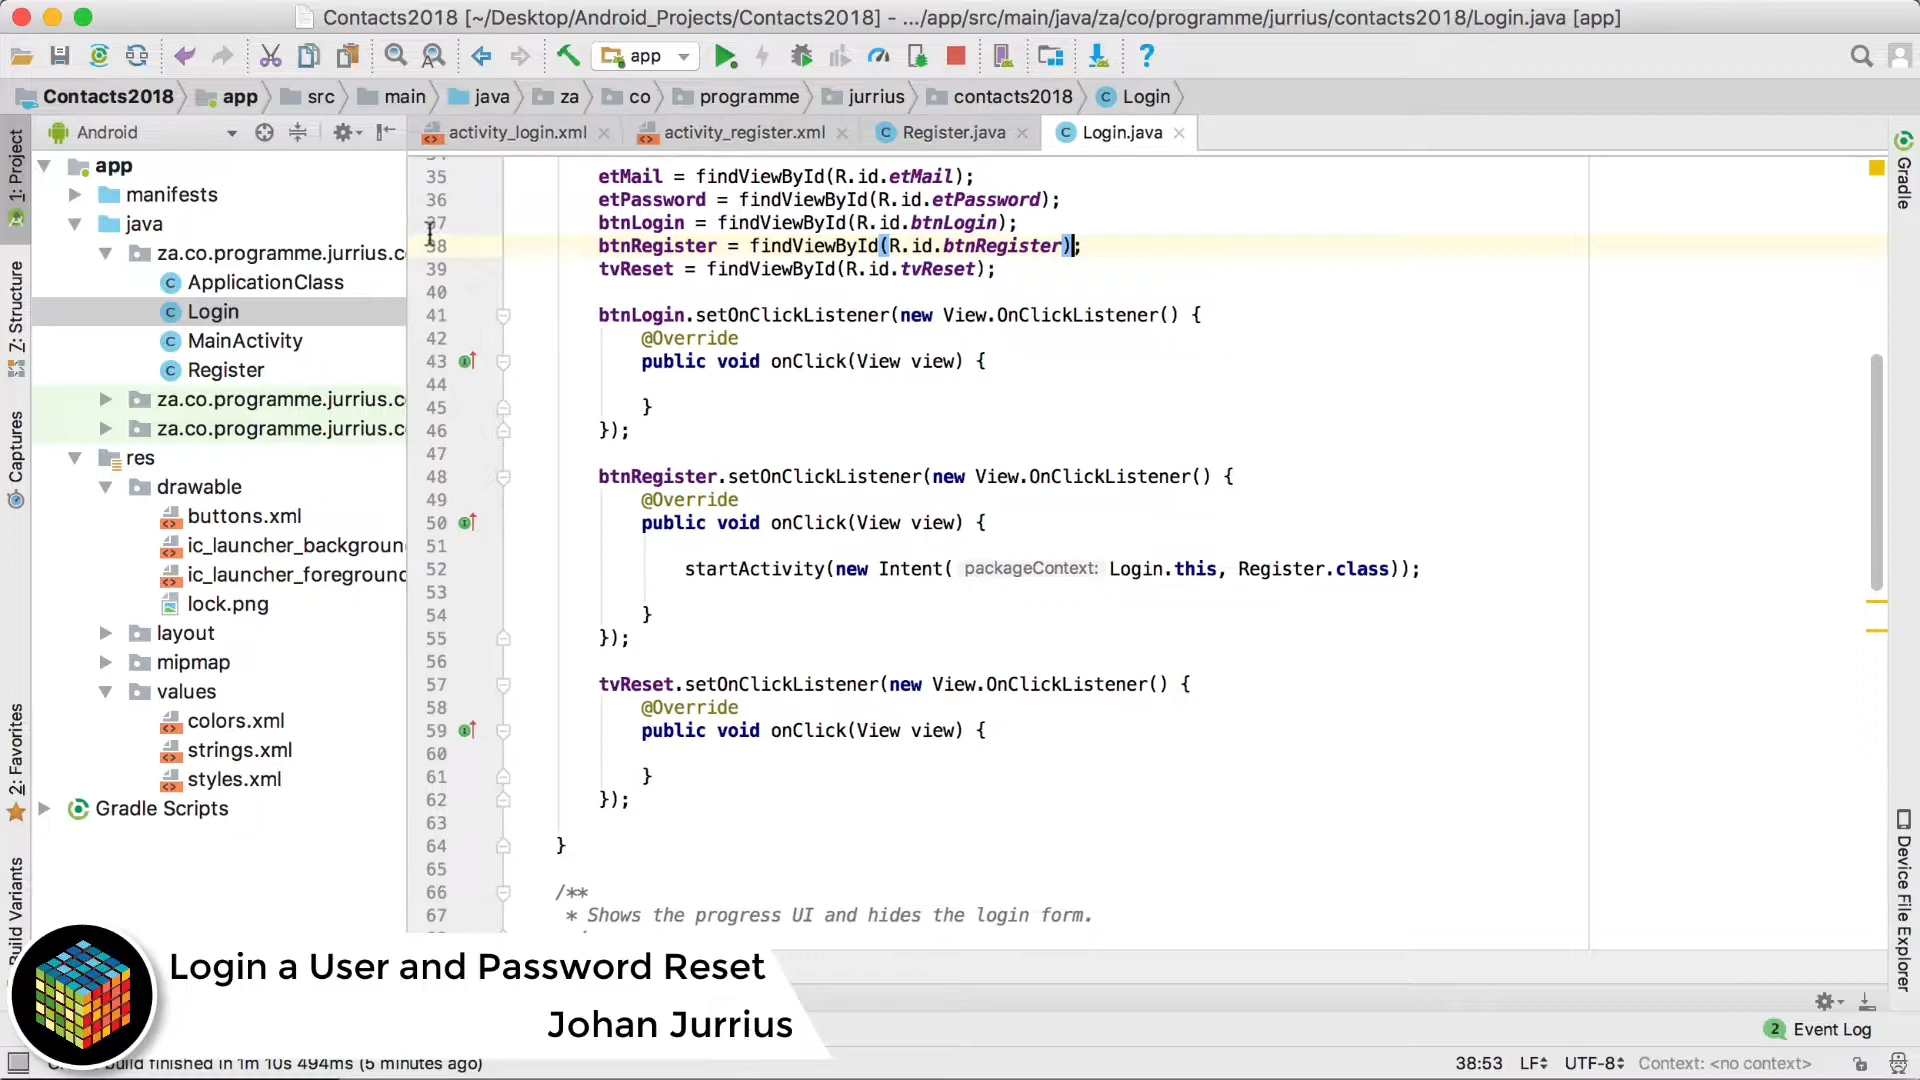 Contacts2018 [~/Desktop/Android_Projects/Contacts2018] - .../app/src/main/java/za/co/programme/jurrius/contacts2018/Login.java [app]
app
Contacts2018 app src main java za co programme jurrius contacts2018 Login
Android
activity_login.xml activity_register.xml Register.java Login.java
1: Project
Z: Structure
Captures
2: Favorites
Build Variants
app
manifests
java
za.co.programme.jurrius.c
ApplicationClass
Login
MainActivity
Register
za.co.programme.jurrius.c
za.co.programme.jurrius.c
res
drawable
buttons.xml
ic_launcher_backgroun
ic_launcher_foreground
lock.png
layout
mipmap
values
colors.xml
strings.xml
styles.xml
Gradle Scripts
35 etMail = findViewById(R.id.etMail);
36 etPassword = findViewById(R.id.etPassword);
37 btnLogin = findViewById(R.id.btnLogin);
38 btnRegister = findViewById(R.id.btnRegister);
39 tvReset = findViewById(R.id.tvReset);
40
41 btnLogin.setOnClickListener(new View.OnClickListener() {
42 @Override
43 public void onClick(View view) {
44
45 }
46 });
47
48 btnRegister.setOnClickListener(new View.OnClickListener() {
49 @Override
50 public void onClick(View view) {
51
52 startActivity(new Intent( packageContext: Login.this, Register.class));
53
54 }
55 });
56
57 tvReset.setOnClickListener(new View.OnClickListener() {
58 @Override
59 public void onClick(View view) {
60
61 }
62 });
63
64 }
65
66 /**
67 * Shows the progress UI and hides the login form.
Gradle
Device File Explorer
Login a User and Password Reset
Johan Jurrius
2 Event Log
build finished in 1m 10s 494ms (5 minutes ago)
38:53 LF UTF-8 Context: <no context>